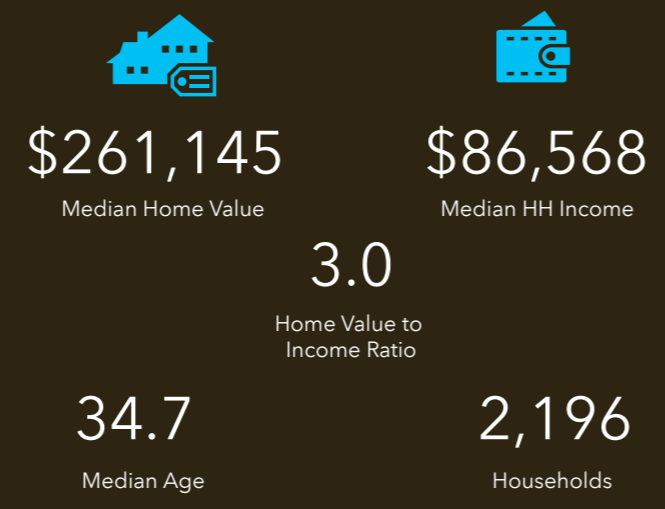 $261,145
$86,568
Median Home Value
Median HH Income
3.0
Home Value to
Income Ratio
34.7
2,196
Median Age
Households